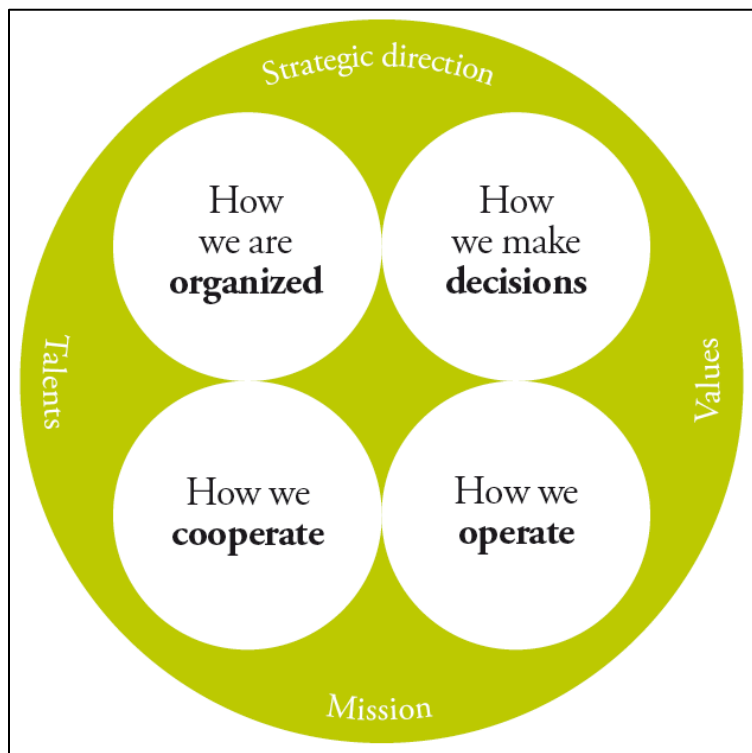 Strategic direction
How
we are
organized
How
we make
decisions
Talents
Values
How we
cooperate
How we
operate
Mission